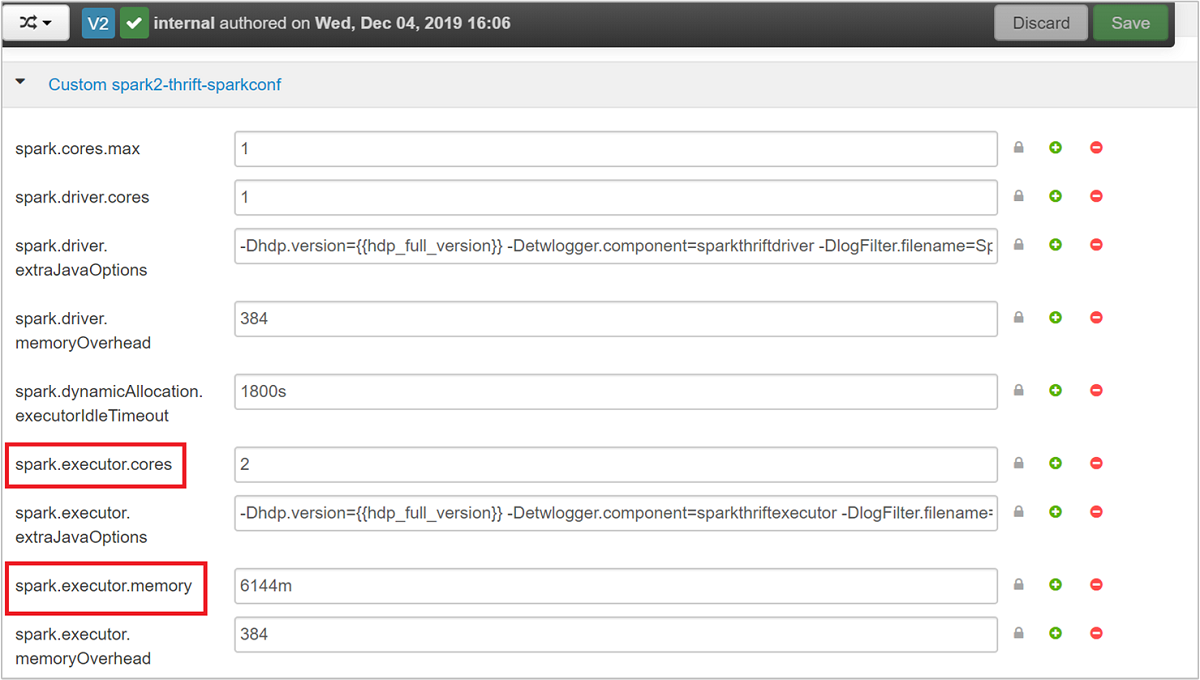 V2 internal authored on Wed, Dec 04, 2019 16:06 Discard Save
Custom spark2-thrift-sparkconf
spark.cores.max 1
spark.driver.cores 1
spark.driver. -Dhdp.version={{hdp_full_version}} -Detwlogger.component=sparkthriftdriver -DlogFilter.filename=Sp
extraJavaOptions
spark.driver. 384
memoryOverhead
spark.dynamicAllocation. 1800s
executorIdleTimeout
spark.executor.cores 2
spark.executor. -Dhdp.version={{hdp_full_version}} -Detwlogger.component=sparkthriftexecutor -DlogFilter.filename=
extraJavaOptions
spark.executor.memory 6144m
spark.executor. 384
memoryOverhead